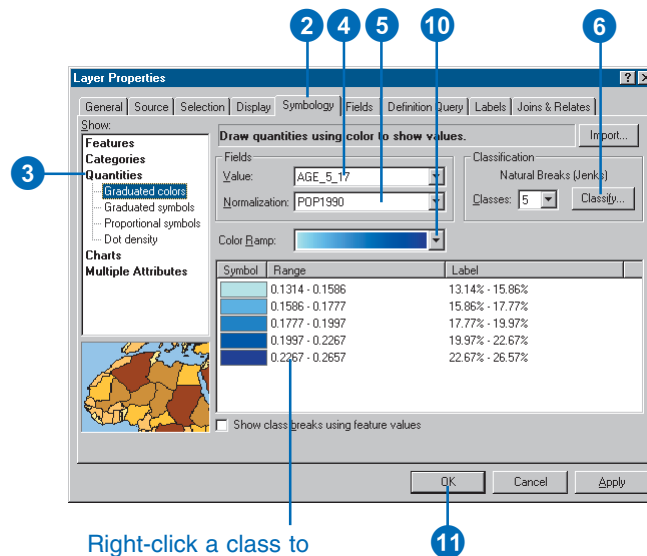 2 4 5 10 6
Layer Properties
General Source Selection Display Symbology Fields Definition Query Labels Joins & Relates
Show:
Features
Categories
3 Quantities
Graduated colors
Graduated symbols
Proportional symbols
Dot density
Charts
Multiple Attributes
Draw quantities using color to show values.
Import...
Fields
Value: AGE_5_17
Normalization: POP1990
Classification
Natural Breaks (Jenks)
Classes: 5 Classify...
Color Ramp:
Symbol Range Label
0.1314 - 0.1586 13.14% - 15.86%
0.1586 - 0.1777 15.86% - 17.77%
0.1777 - 0.1997 17.77% - 19.97%
0.1997 - 0.2267 19.97% - 22.67%
0.2267 - 0.2657 22.67% - 26.57%
Show class breaks using feature values
OK Cancel Apply
Right-click a class to
11